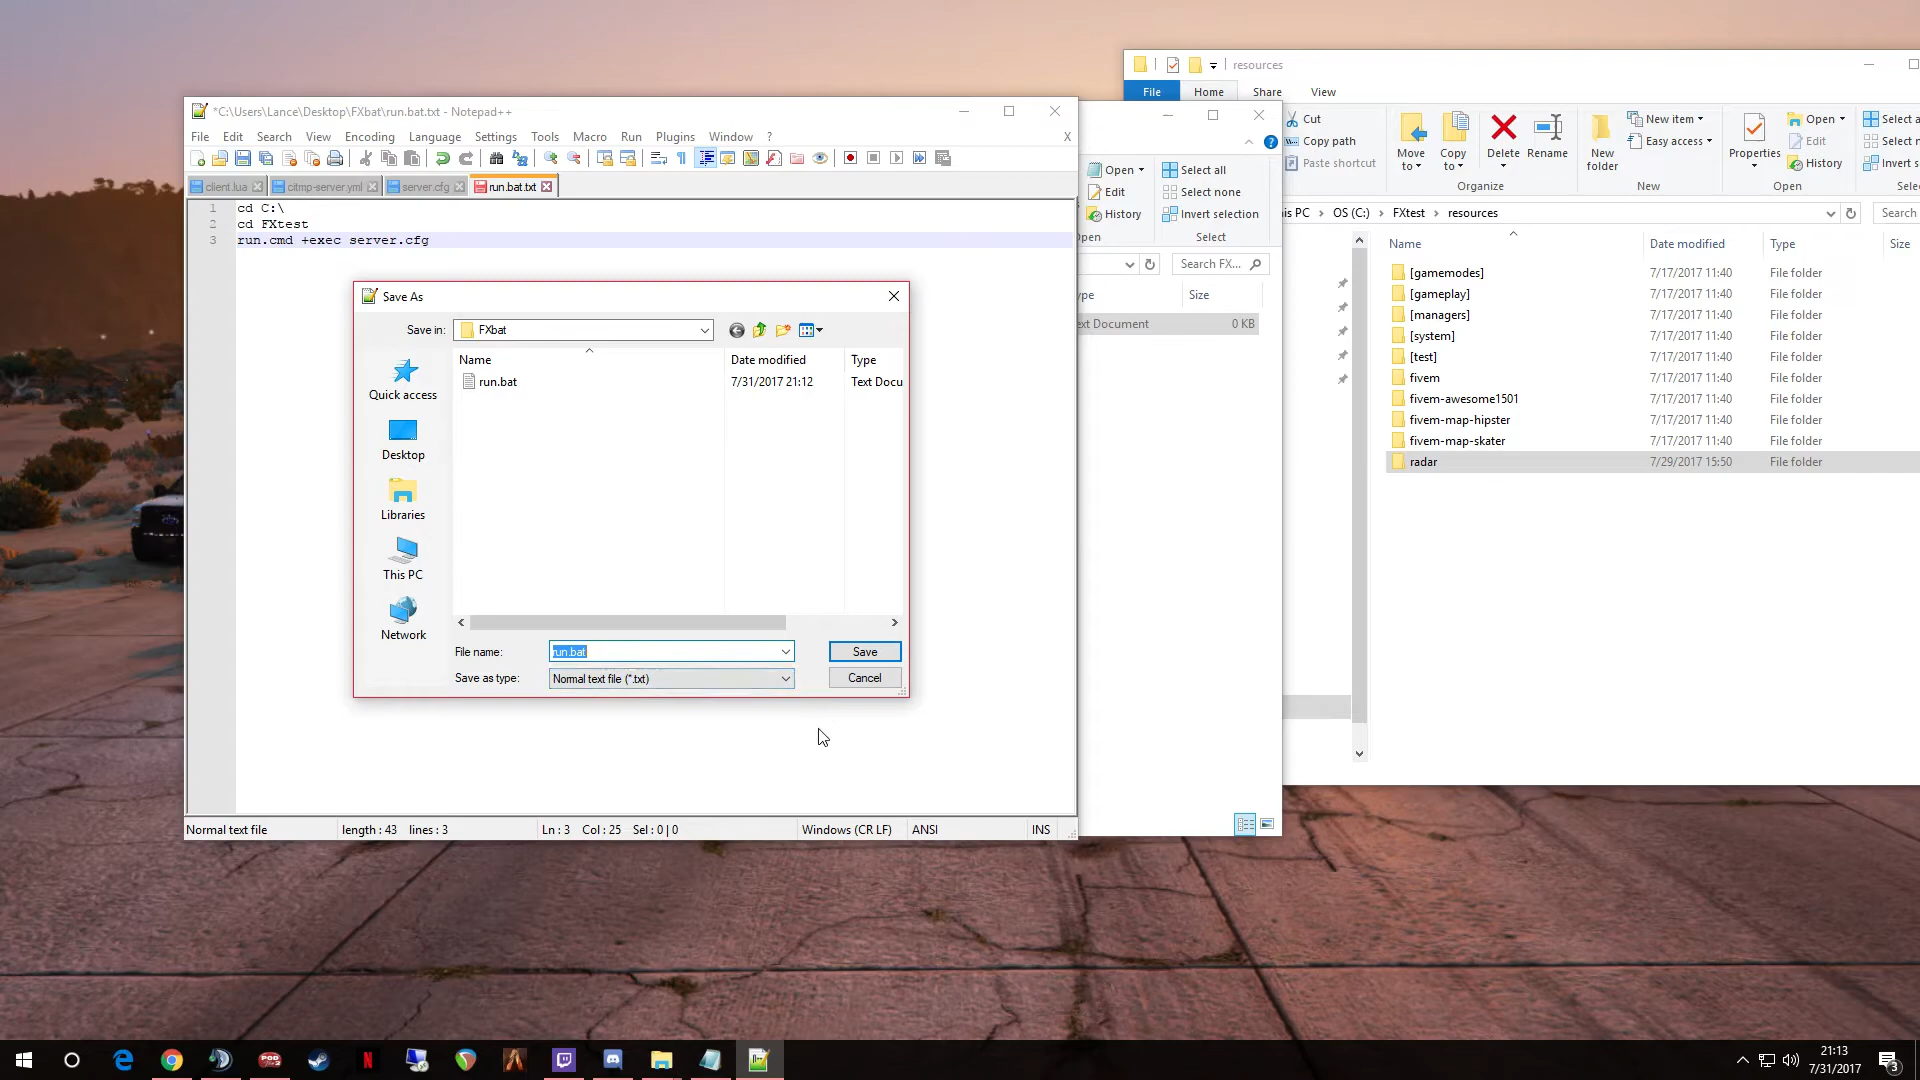 *C:\Users\Lance\Desktop\FXbat\run.bat.txt - Notepad++
File Edit Search View Encoding Language Settings Tools Macro Run Plugins Window ?
X
client.lua citmp-server.yml server.cfg run.bat.txt
1 cd C:\
2 cd FXtest
3 run.cmd +exec server.cfg
Save As
Save in: FXbat
Name Date modified Type
run.bat 7/31/2017 21:12 Text Docu
Quick access
Desktop
Libraries
This PC
Network
File name: run.bat Save
Save as type: Normal text file (*.txt) Cancel
Normal text file length : 43 lines : 3 Ln : 3 Col : 25 Sel : 0 | 0 Windows (CR LF) ANSI INS
Open Select all
Edit Select none
History Invert selection
Select
Search FX...
Size
0 KB
resources
File Home Share View
Cut
Copy path
Paste shortcut
Move to
Copy to
Delete
Rename
Organize
New folder
New item
Easy access
New
Properties
Open
Edit
History
Open
Select a
Select n
Invert s
his PC OS (C:) FXtest resources
Search
Name Date modified Type Size
[gamemodes] 7/17/2017 11:40 File folder
[gameplay] 7/17/2017 11:40 File folder
[managers] 7/17/2017 11:40 File folder
[system] 7/17/2017 11:40 File folder
[test] 7/17/2017 11:40 File folder
fivem 7/17/2017 11:40 File folder
fivem-awesome1501 7/17/2017 11:40 File folder
fivem-map-hipster 7/17/2017 11:40 File folder
fivem-map-skater 7/17/2017 11:40 File folder
radar 7/29/2017 15:50 File folder
21:13
7/31/2017
3